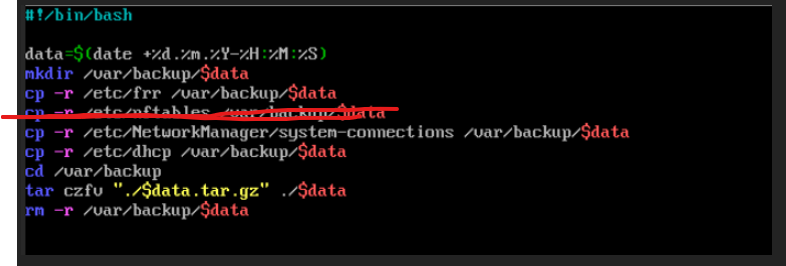 #!/bin/bash
data=$(date +%d.%m.%Y-%H:%M:%S)
mkdir /var/backup/$data
cp -r /etc/frr /var/backup/$data
cp -r /etc/nftables /var/backup/$data
cp -r /etc/NetworkManager/system-connections /var/backup/$data
cp -r /etc/dhcp /var/backup/$data
cd /var/backup
tar czfv "./$data.tar.gz" ./$data
rm -r /var/backup/$data